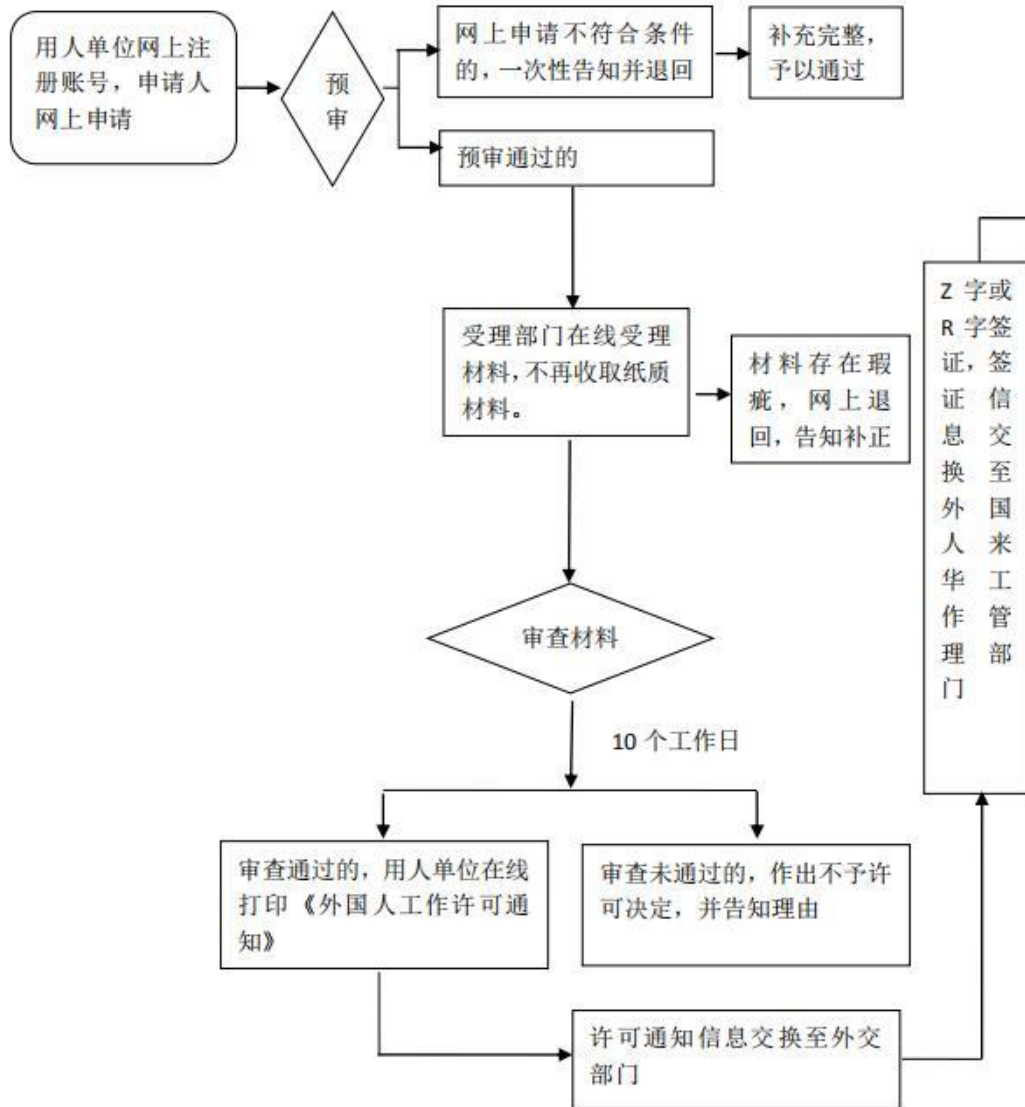 用人单位网上注
册账号，申请人
网上申请
预
审
网上申请不符合条件
的，一次性告知并退回
补充完整，
予以通过
预审通过的
受理部门在线受理
材料，不再收取纸质
材料。
材料存在瑕
疵，网上退
回，告知补正
Z 字或
R 字签
证，签
证信
息交
换至
外国
人来
华工
作管
理部
门
审查材料
10 个工作日
审查通过的，用人单位在线
打印《外国人工作许可通
知》
审查未通过的，作出不予许
可决定，并告知理由
许可通知信息交换至外交
部门